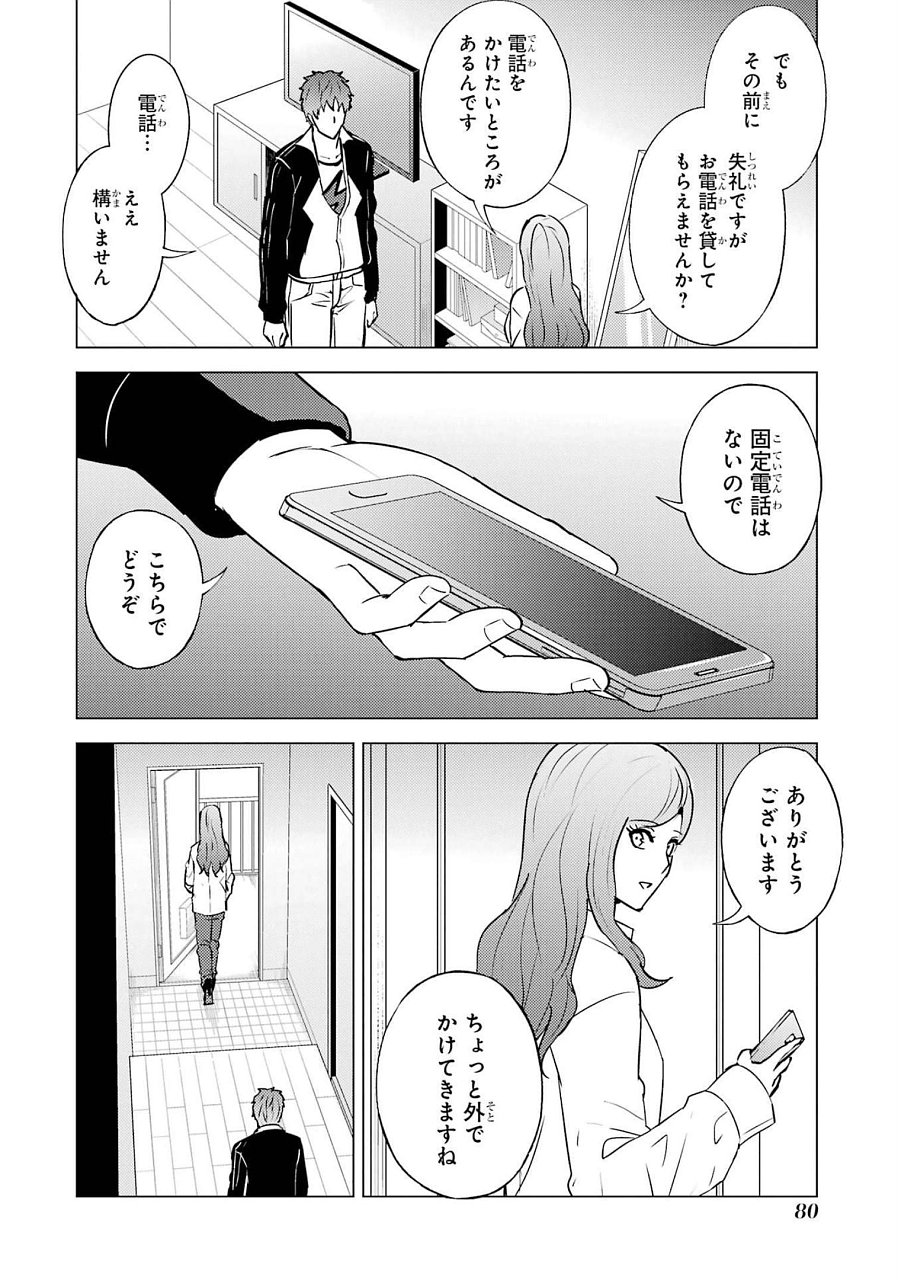 でも
その前に
失礼ですが
お電話を貸して
もらえませんか?
電話を
かけたいところが
あるんです
電話…
ええ
構いません
固定電話は
ないので
こちらで
どうぞ
ありがとう
ございます
ちょっと外で
かけてきますね
80